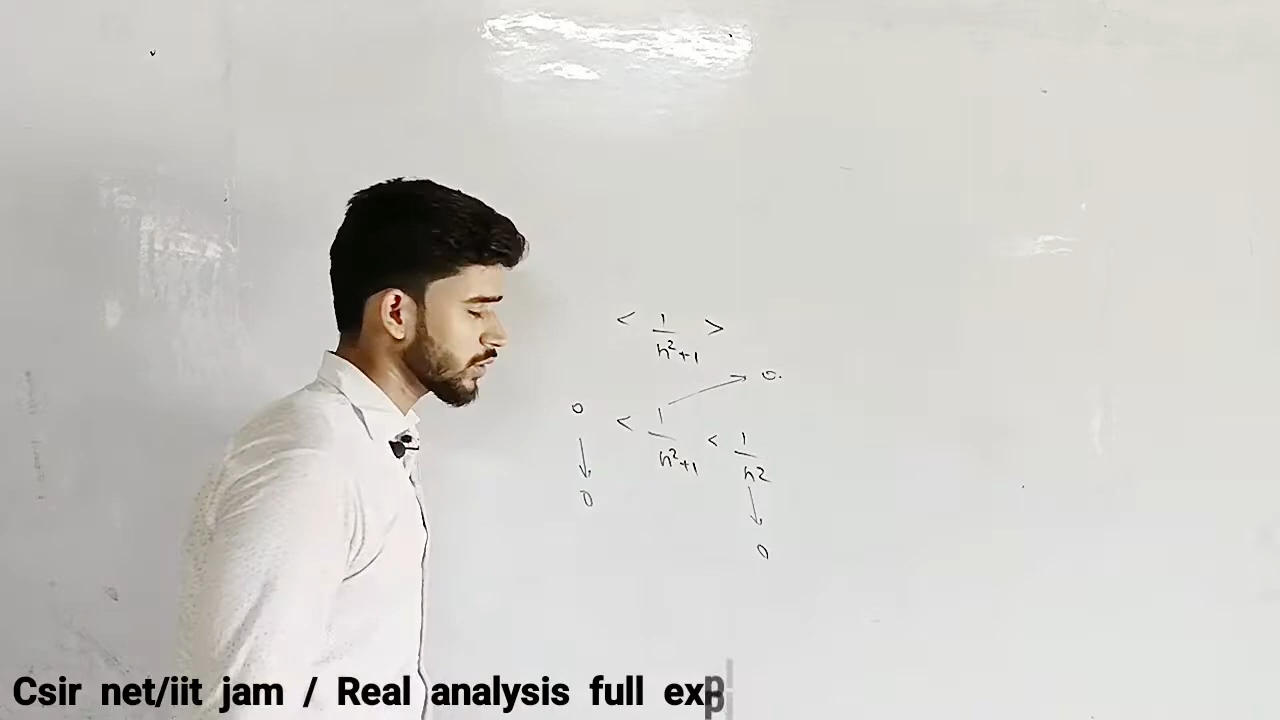 < 1/n²+1 >
0 < 1/n²+1 < 1/n²
→ 0.
↓ ↓
0 0
Csir net/iit jam / Real analysis full exp